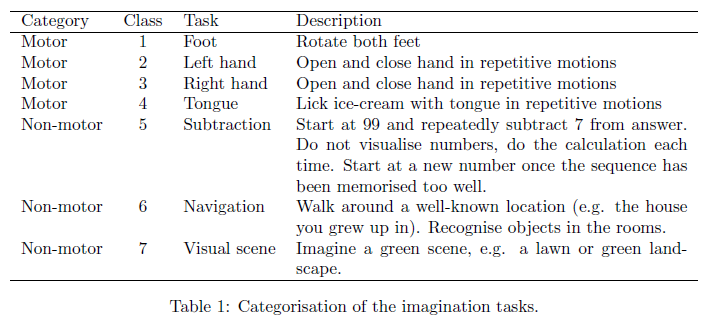 Category Class Task Description
Motor 1 Foot Rotate both feet
Motor 2 Left hand Open and close hand in repetitive motions
Motor 3 Right hand Open and close hand in repetitive motions
Motor 4 Tongue Lick ice-cream with tongue in repetitive motions
Non-motor 5 Subtraction Start at 99 and repeatedly subtract 7 from answer.
Do not visualise numbers, do the calculation each
time. Start at a new number once the sequence has
been memorised too well.
Non-motor 6 Navigation Walk around a well-known location (e.g. the house
you grew up in). Recognise objects in the rooms.
Non-motor 7 Visual scene Imagine a green scene, e.g. a lawn or green land-
scape.
Table 1: Categorisation of the imagination tasks.